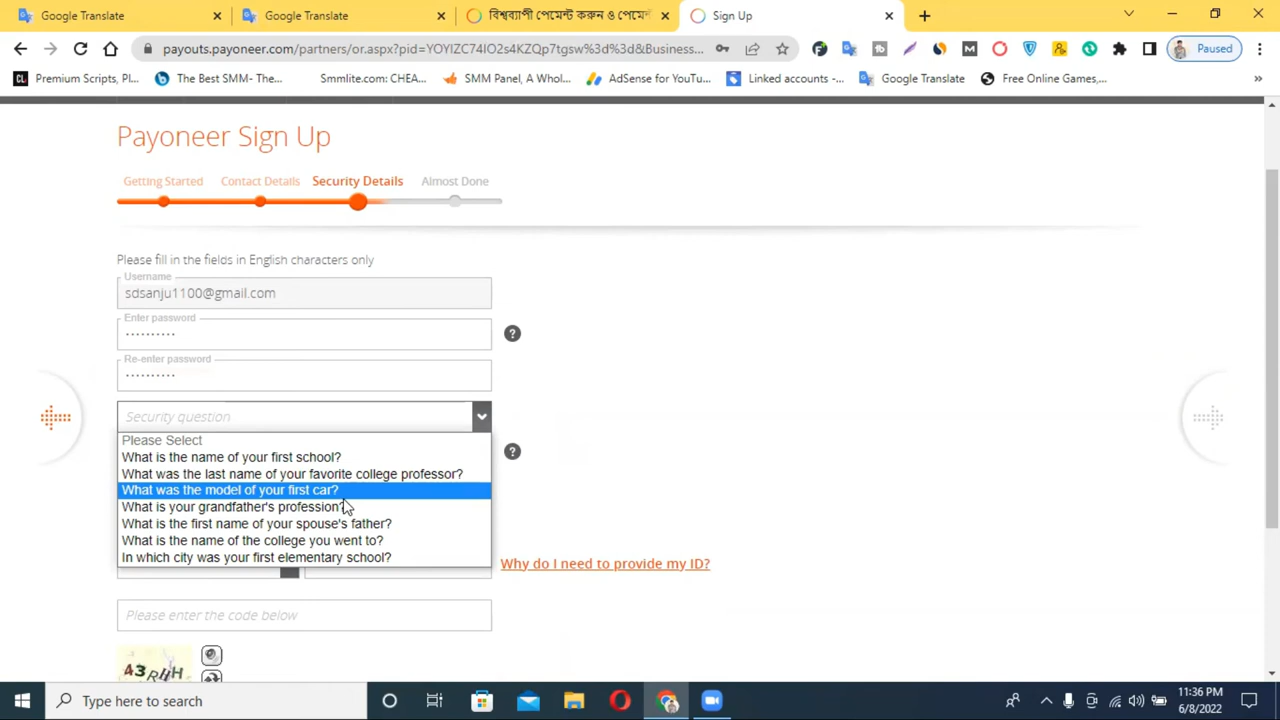 Google Translate
Google Translate
বিশ্বব্যাপী পেমেন্ট করুন ও পেমে
Sign Up
payouts.payoneer.com/partners/or.aspx?pid=YOYIZC74IO2s4KZQp7tgsw%3d%3d&Business...
Paused
Premium Scripts, Pl...
The Best SMM- The...
Smmlite.com: CHEA...
SMM Panel, A Whol...
AdSense for YouTu...
Linked accounts -...
Google Translate
Free Online Games,...
Payoneer Sign Up
Getting Started
Contact Details
Security Details
Almost Done
Please fill in the fields in English characters only
Username
sdsanju1100@gmail.com
Enter password
Re-enter password
Security question
Please Select
What is the name of your first school?
What was the last name of your favorite college professor?
What was the model of your first car?
What is your grandfather's profession?
What is the first name of your spouse's father?
What is the name of the college you went to?
In which city was your first elementary school?
Why do I need to provide my ID?
Please enter the code below
Type here to search
11:36 PM
6/8/2022